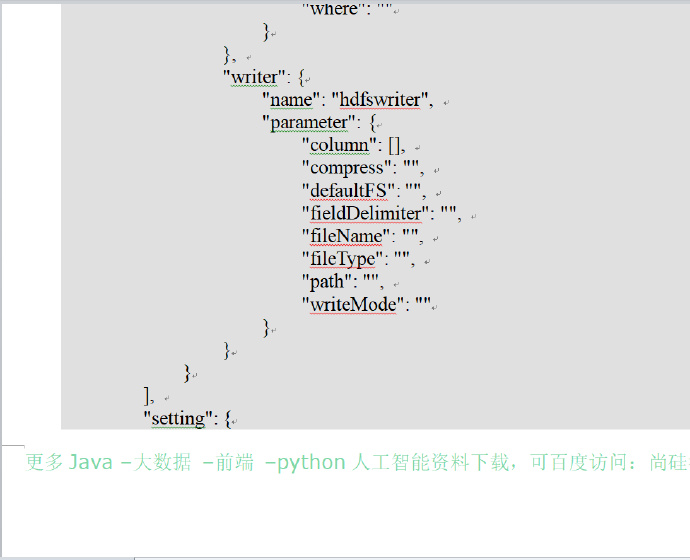 "where": ""
}
},
"writer": {
"name": "hdfswriter",
"parameter": {
"column": [],
"compress": "",
"defaultFS": "",
"fieldDelimiter": "",
"fileName": "",
"fileType": "",
"path": "",
"writeMode": ""
}
}
}
],
"setting": {
更多 Java –大数据 –前端 –python 人工智能资料下载，可百度访问：尚硅